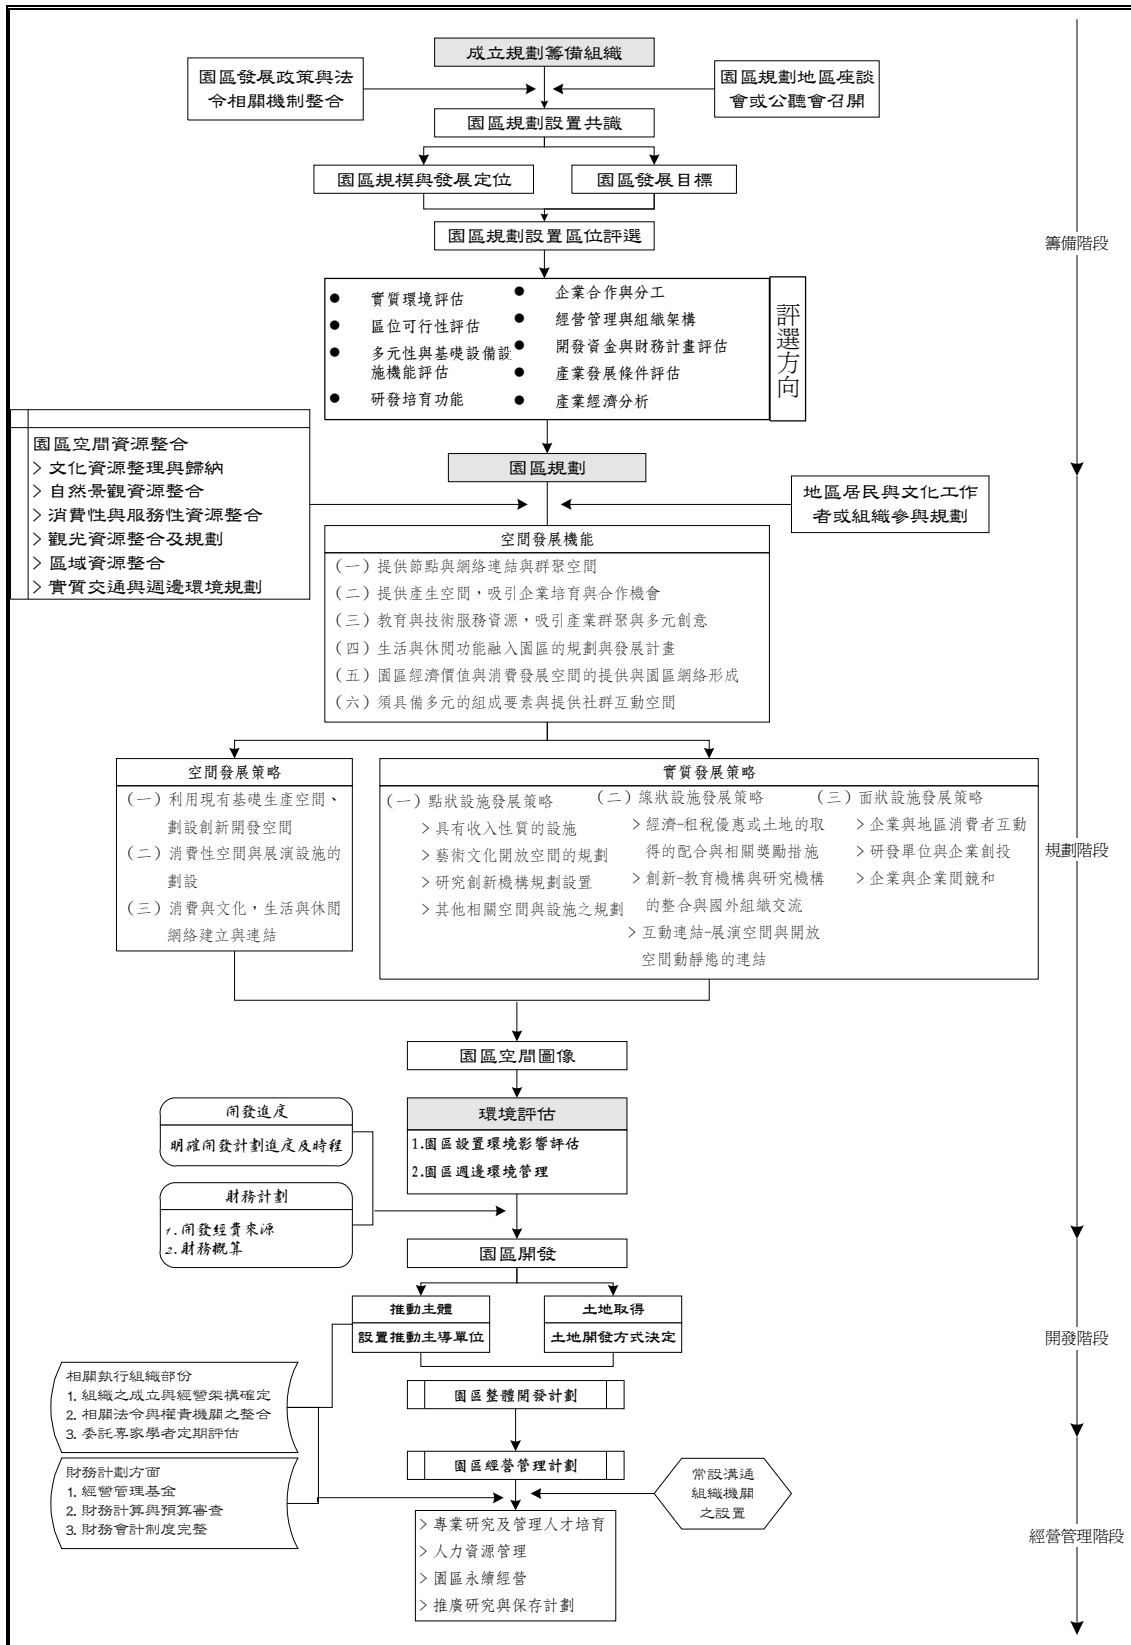 成立規劃籌備組織
園區發展政策與法
令相關機制整合
園區規劃地區座談
會或公聽會召開
園區規劃設置共識
園區規模與發展定位
園區發展目標
園區規劃設置區位評選
籌備階段
● 實質環境評估
● 區位可行性評估
● 多元性與基礎設備設
施機能評估
● 研發培育功能
● 企業合作與分工
● 經營管理與組織架構
● 開發資金與財務計畫評估
● 產業發展條件評估
● 產業經濟分析
評選方向
園區空間資源整合
> 文化資源整理與歸納
> 自然景觀資源整合
> 消費性與服務性資源整合
> 觀光資源整合及規劃
> 區域資源整合
> 實質交通與週邊環境規劃
園區規劃
地區居民與文化工作
者或組織參與規劃
空間發展機能
（一）提供節點與網絡連結與群聚空間
（二）提供產生空間，吸引企業培育與合作機會
（三）教育與技術服務資源，吸引產業群聚與多元創意
（四）生活與休閒功能融入園區的規劃與發展計畫
（五）園區經濟價值與消費發展空間的提供與園區網絡形成
（六）須具備多元的組成要素與提供社群互動空間
空間發展策略
（一）利用現有基礎生產空間、
劃設創新開發空間
（二）消費性空間與展演設施的
劃設
（三）消費與文化，生活與休閒
網絡建立與連結
實質發展策略
（一）點狀設施發展策略
> 具有收入性質的設施
> 藝術文化開放空間的規劃
> 研究創新機構規劃設置
> 其他相關空間與設施之規劃
（二）線狀設施發展策略
> 經濟-租稅優惠或土地的取
得的配合與相關獎勵措施
> 創新-教育機構與研究機構
的整合與國外組織交流
> 互動連結-展演空間與開放
空間動靜態的連結
（三）面狀設施發展策略
> 企業與地區消費者互動
> 研發單位與企業創投
> 企業與企業間競和
規劃階段
園區空間圖像
環境評估
1.園區設置環境影響評估
2.園區週邊環境管理
開發進度
明確開發計劃進度及時程
財務計劃
1.開發經費來源
2.財務概算
園區開發
推動主體
設置推動主導單位
土地取得
土地開發方式決定
開發階段
相關執行組織部份
1. 組織之成立與經營架構確定
2. 相關法令與權責機關之整合
3. 委託專家學者定期評估
園區整體開發計劃
園區經營管理計劃
財務計劃方面
1. 經營管理基金
2. 財務計算與預算審查
3. 財務會計制度完整
常設溝通
組織機關
之設置
> 專業研究及管理人才培育
> 人力資源管理
> 園區永續經營
> 推廣研究與保存計劃
經營管理階段